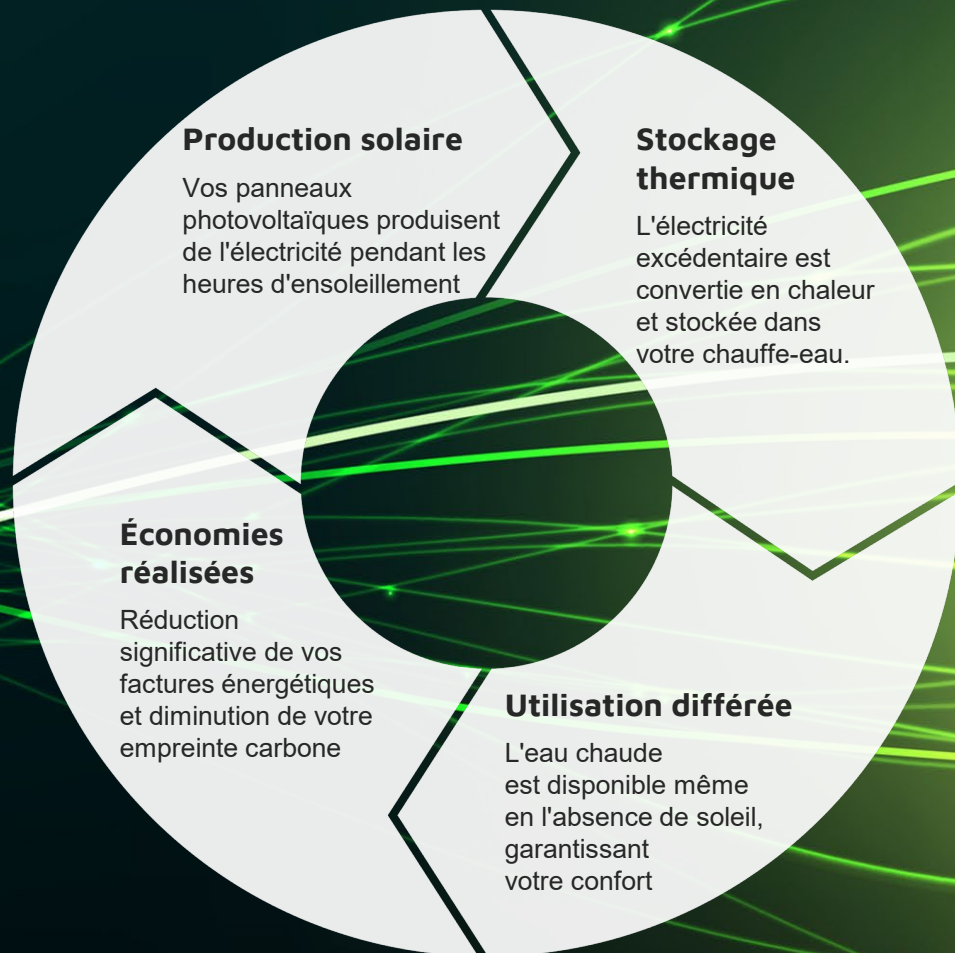 Production solaire
Vos panneaux
photovoltaïques produisent
de l'électricité pendant les
heures d'ensoleillement
Stockage
thermique
L'électricité
excédentaire est
convertie en chaleur
et stockée dans
votre chauffe-eau.
Utilisation différée
L'eau chaude
est disponible même
en l'absence de soleil,
garantissant
votre confort
Économies
réalisées
Réduction
significative de vos
factures énergétiques
et diminution de votre
empreinte carbone